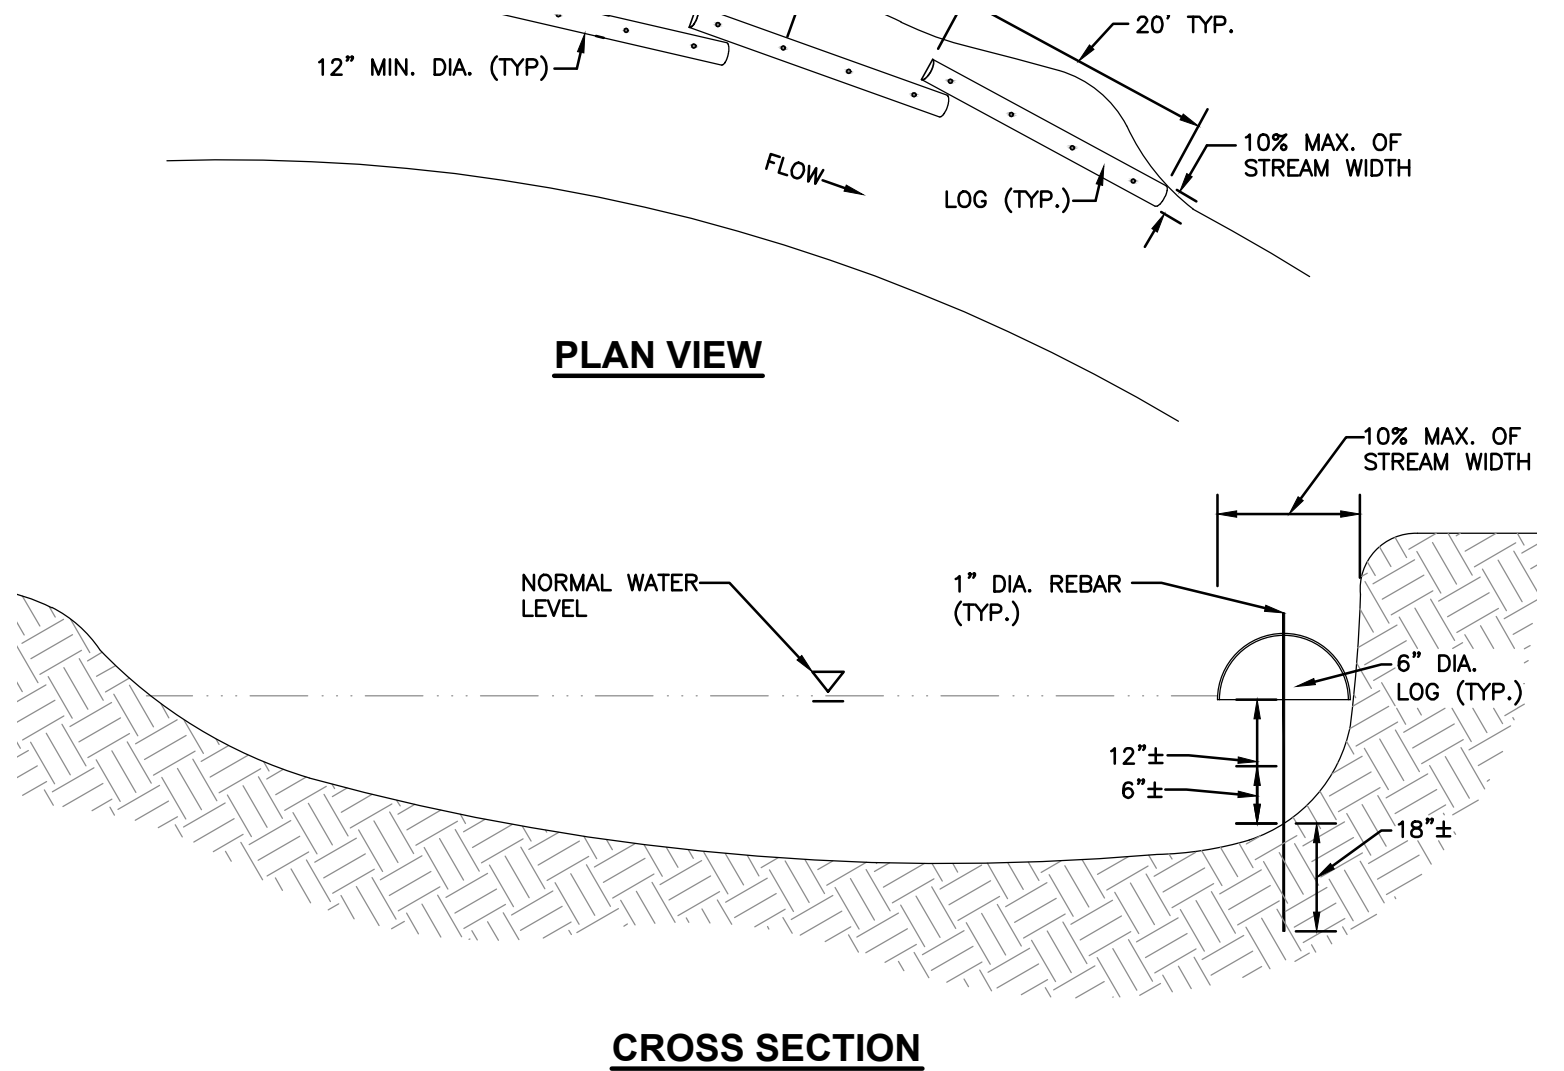 20' TYP.
12" MIN. DIA. (TYP)
10% MAX. OF
STREAM WIDTH
FLOW
LOG (TYP.)
PLAN VIEW
10% MAX. OF
STREAM WIDTH
NORMAL WATER
LEVEL
1" DIA. REBAR
(TYP.)
6" DIA.
LOG (TYP.)
12"±
6"±
18"±
CROSS SECTION